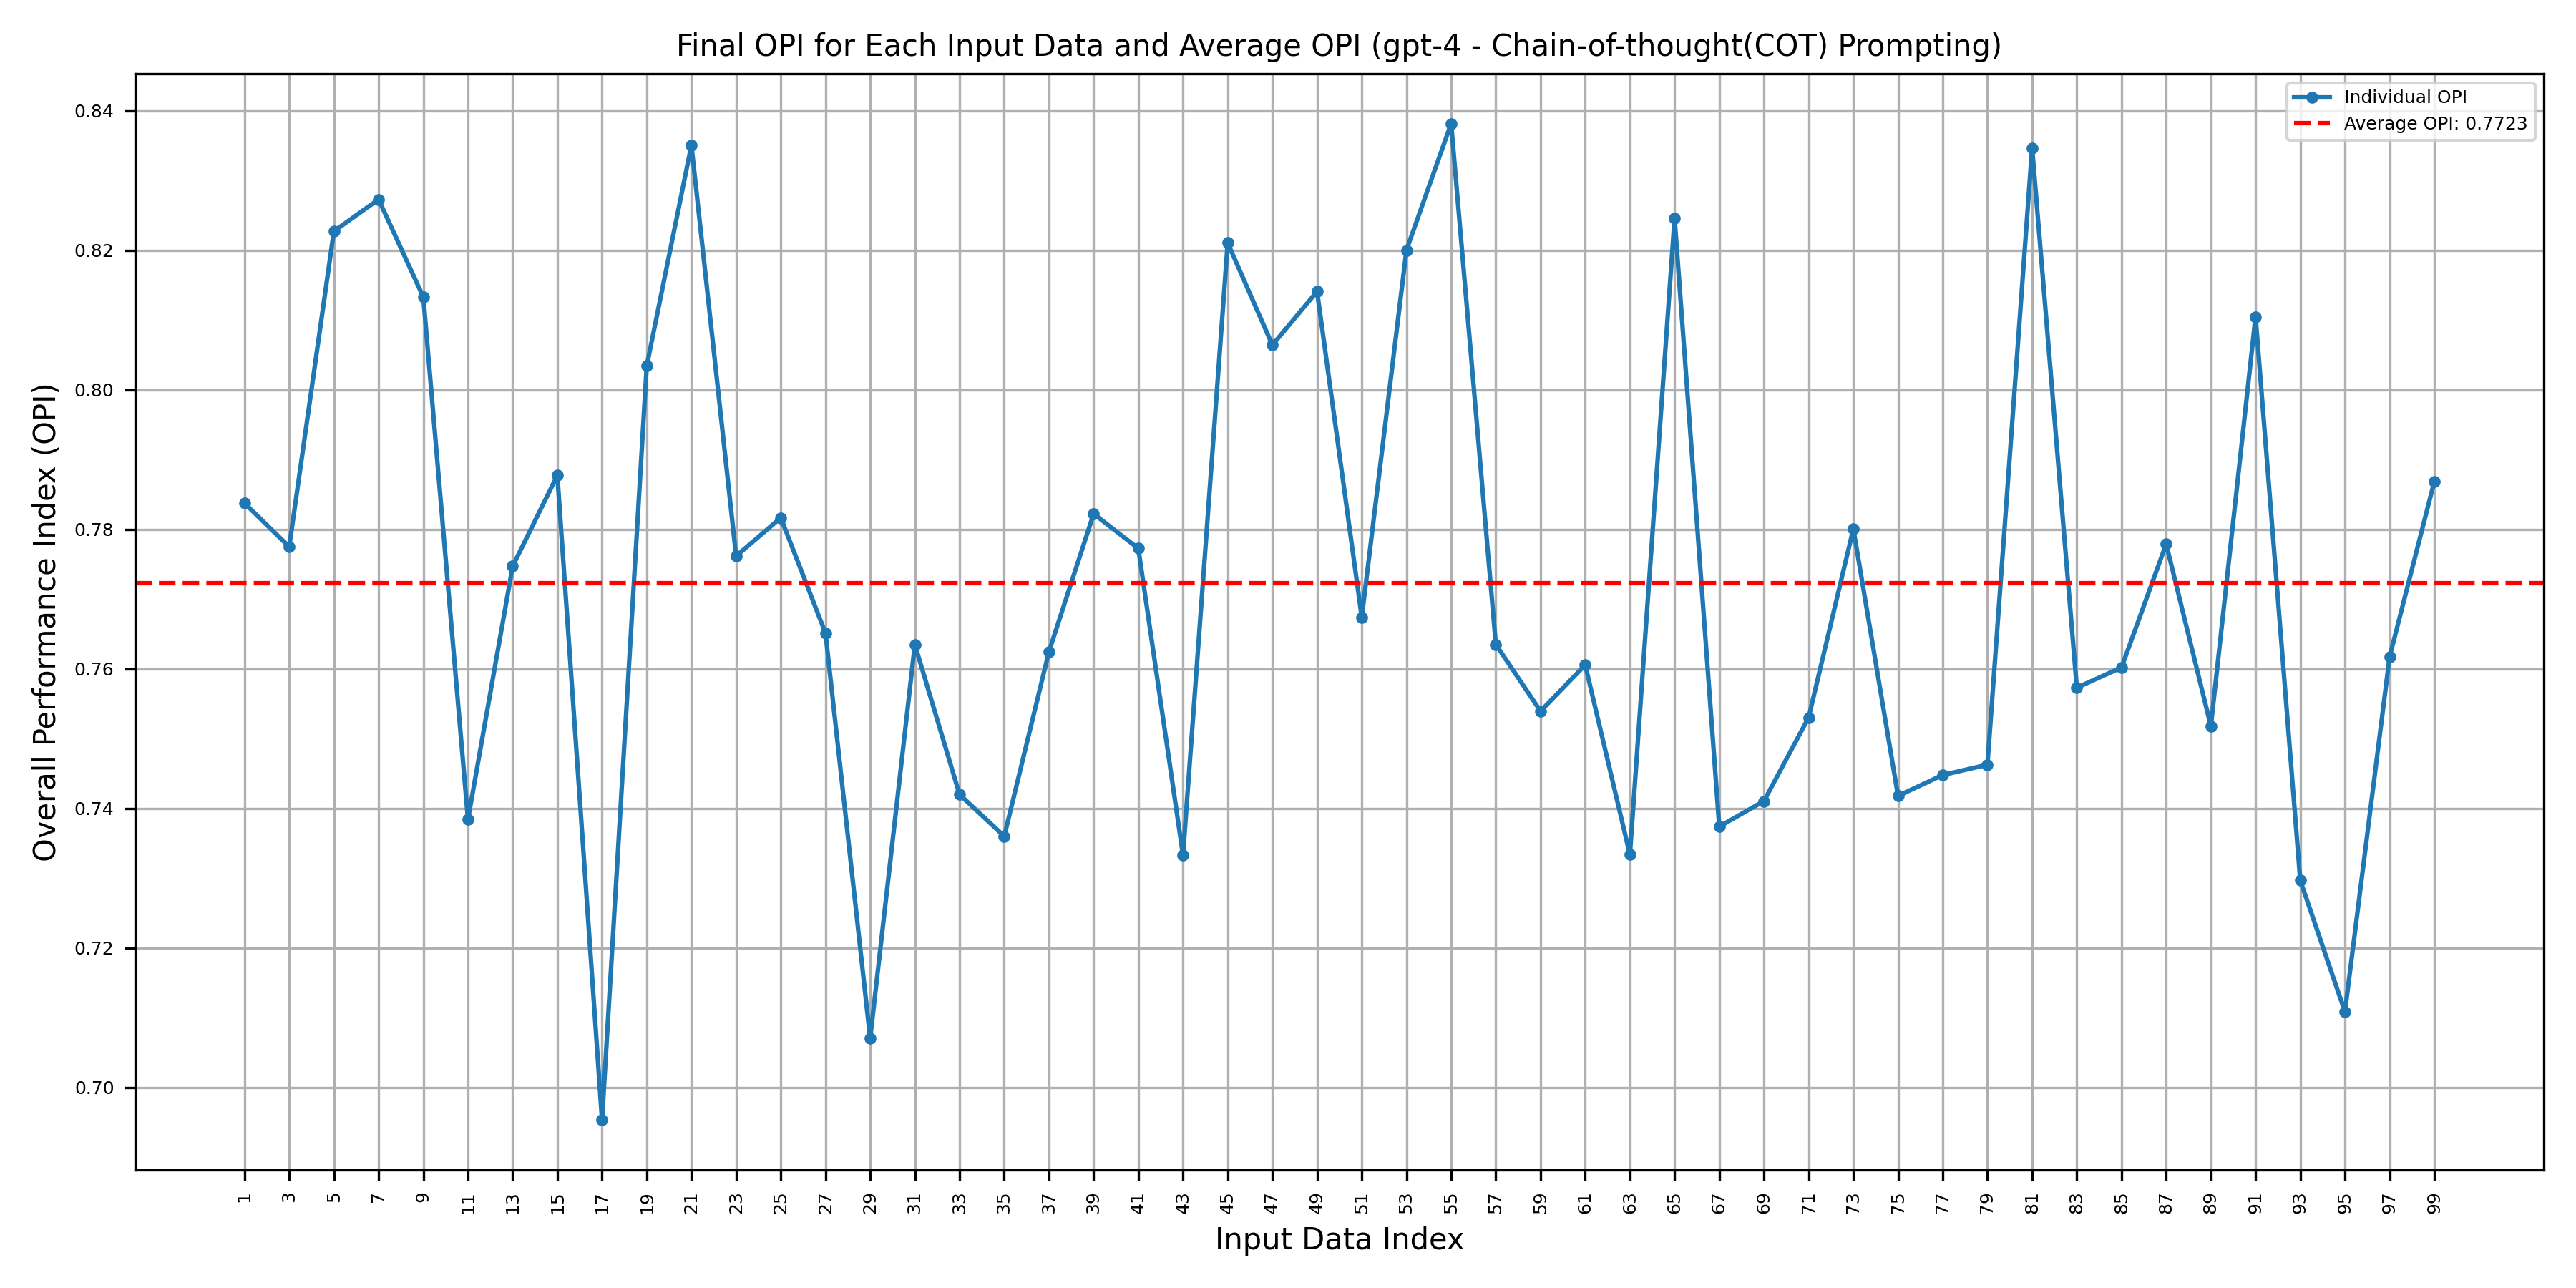 Final OPI for Each Input Data and Average OPI (gpt-4 - Chain-of-thought(COT) Prompting)
Individual OPI
Average OPI: 0.7723
Overall Performance Index (OPI)
0.84
0.82
0.80
0.78
0.76
0.74
0.72
0.70
1 3 5 7 9 11 13 15 17 19 21 23 25 27 29 31 33 35 37 39 41 43 45 47 49 51 53 55 57 59 61 63 65 67 69 71 73 75 77 79 81 83 85 87 89 91 93 95 97 99
Input Data Index